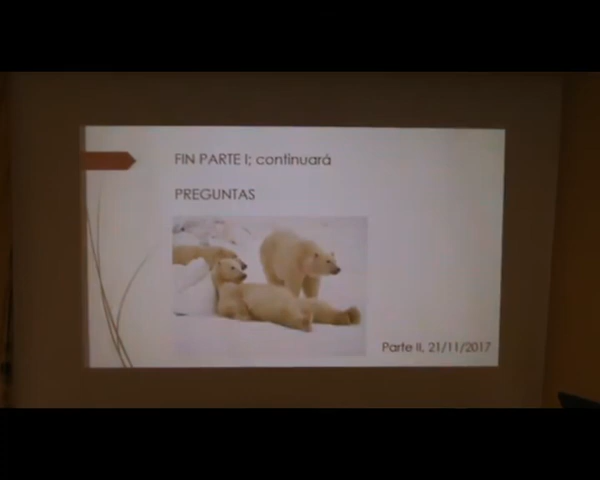 FIN PARTE I; continuará
PREGUNTAS
Parte II, 21/11/2017